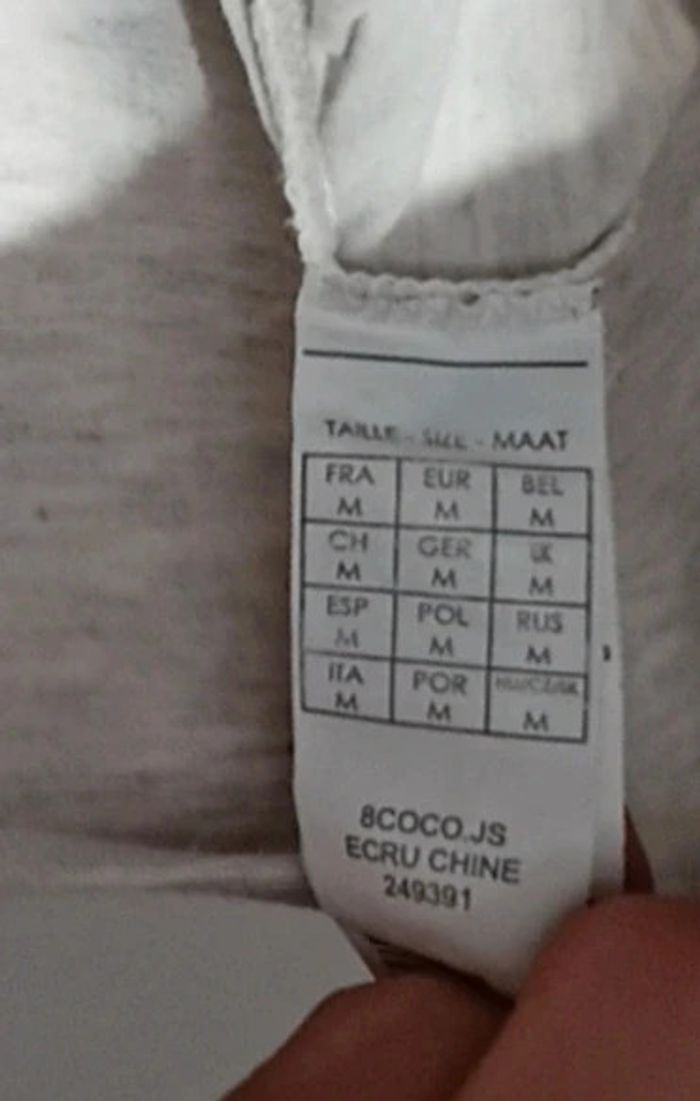 TAILLE - SIZE - MAAT
FRA EUR BEL
M M M
CH GER UK
M M M
ESP POL RUS
M M M
ITA POR
M M M
8COCO.JS
ECRU CHINE
249391